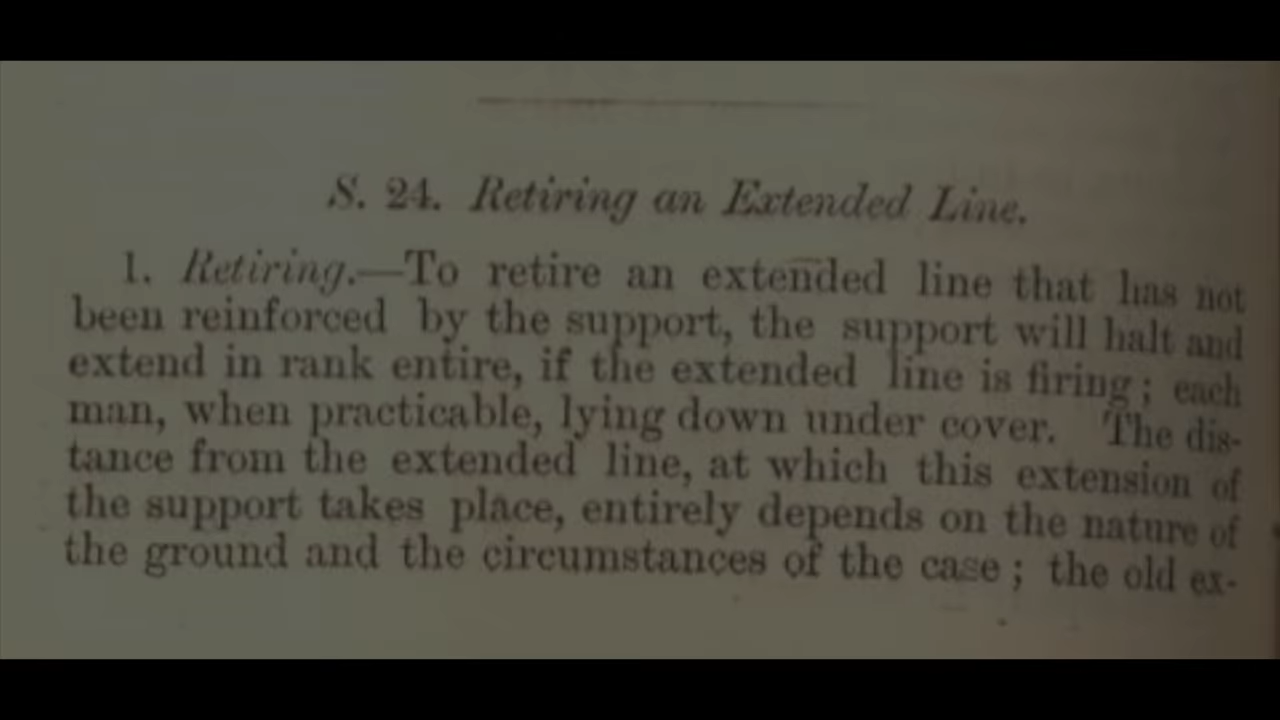 S. 24. Retiring an Extended Line.
1. Retiring.—To retire an extended line that has not
been reinforced by the support, the support will halt and
extend in rank entire, if the extended line is firing; each
man, when practicable, lying down under cover. The dis-
tance from the extended line, at which this extension of
the support takes place, entirely depends on the nature of
the ground and the circumstances of the case; the old ex-